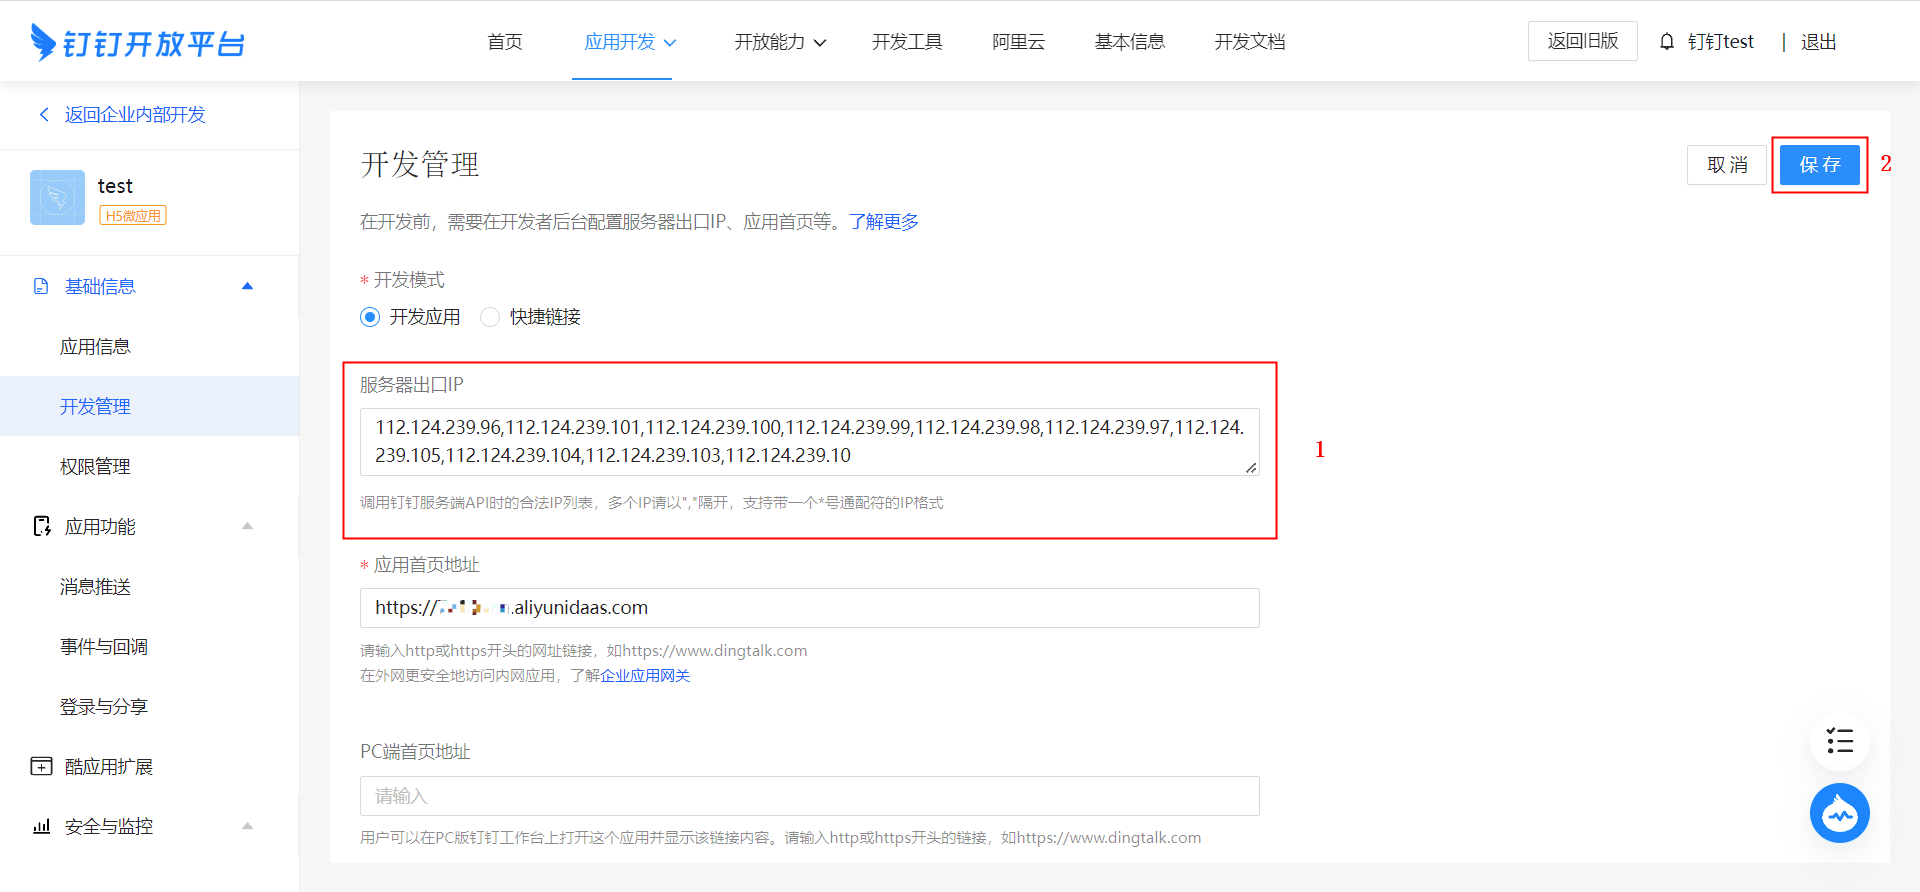 钉钉开放平台
首页
应用开发
开放能力
开发工具
阿里云
基本信息
开发文档
返回旧版
钉钉test
退出
返回企业内部开发
test
H5微应用
基础信息
应用信息
开发管理
权限管理
应用功能
消息推送
事件与回调
登录与分享
酷应用扩展
安全与监控
开发管理
取消
保存
2
在开发前，需要在开发者后台配置服务器出口IP、应用首页等。了解更多
* 开发模式
开发应用
快捷链接
服务器出口IP
112.124.239.96,112.124.239.101,112.124.239.100,112.124.239.99,112.124.239.98,112.124.239.97,112.124.
239.105,112.124.239.104,112.124.239.103,112.124.239.10
1
调用钉钉服务端API时的合法IP列表，多个IP请以","隔开，支持带一个*号通配符的IP格式
* 应用首页地址
https:// .aliyunidaas.com
请输入http或https开头的网址链接，如https://www.dingtalk.com
在外网更安全地访问内网应用，了解企业应用网关
PC端首页地址
请输入
用户可以在PC版钉钉工作台上打开这个应用并显示该链接内容。请输入http或https开头的链接，如https://www.dingtalk.com